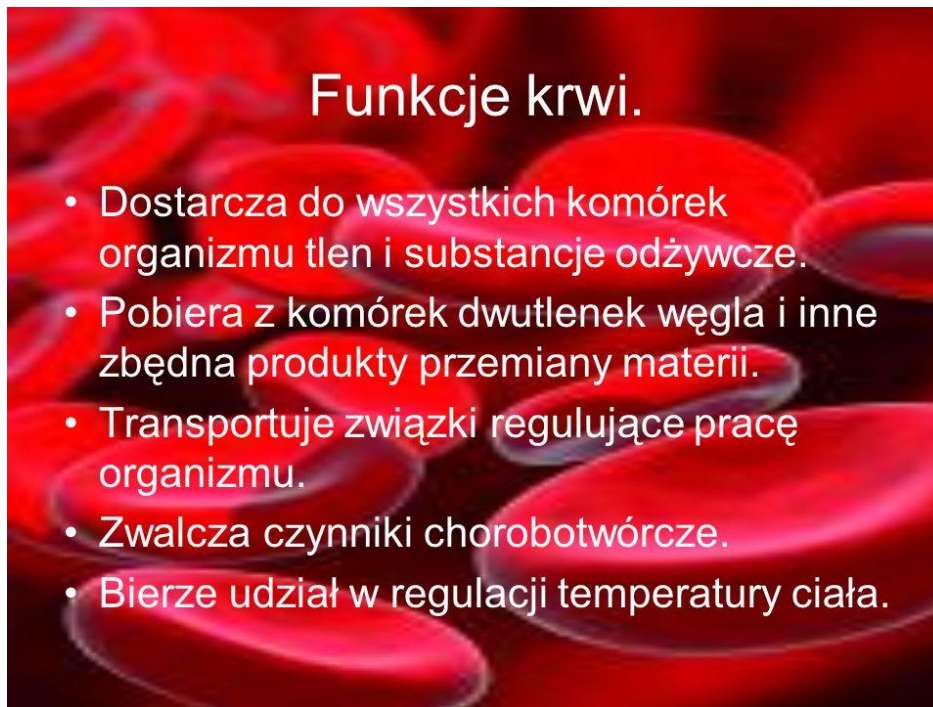 Funkcje krwi.
• Dostarcza do wszystkich komórek
organizmu tlen i substancje odżywcze.
• Pobiera z komórek dwutlenek węgla i inne
zbędna produkty przemiany materii.
• Transportuje związki regulujące pracę
organizmu.
• Zwalcza czynniki chorobotwórcze.
• Bierze udział w regulacji temperatury ciała.